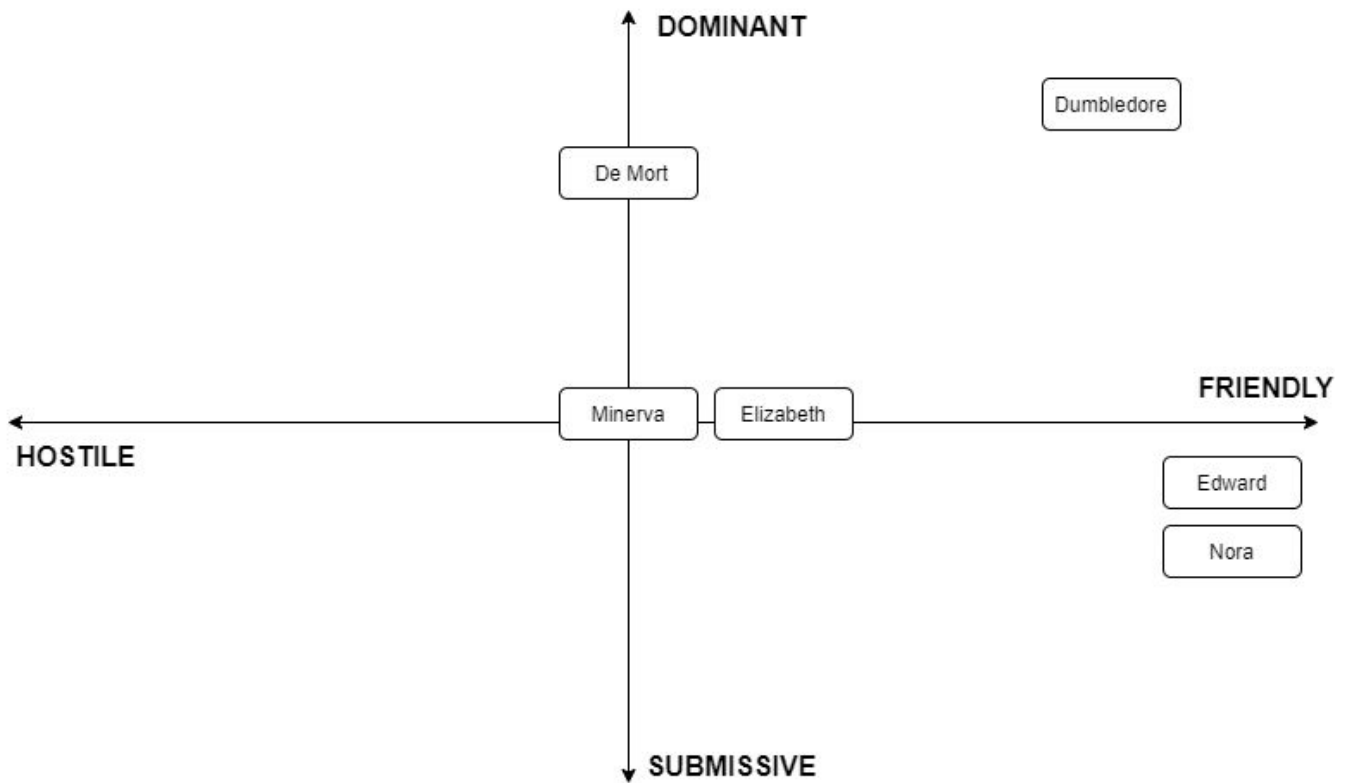 DOMINANT
Dumbledore
De Mort
FRIENDLY
Minerva
Elizabeth
HOSTILE
Edward
Nora
SUBMISSIVE